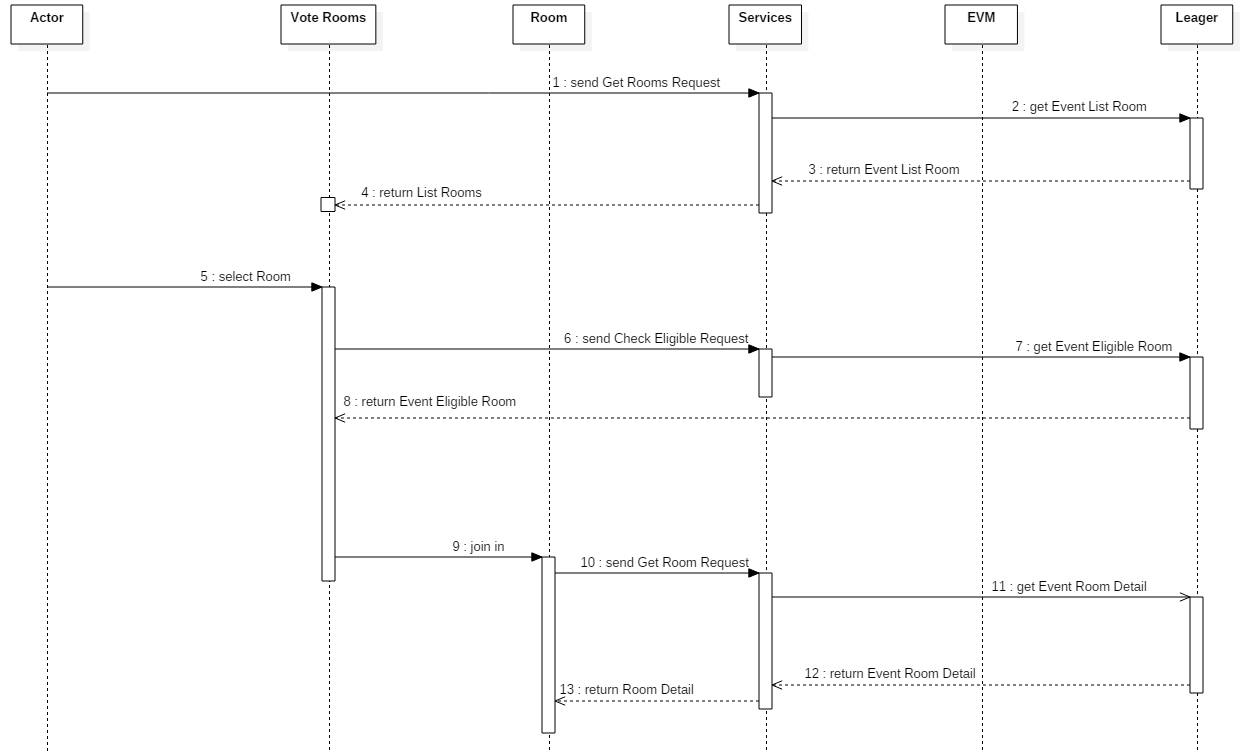 Actor
Vote Rooms
Room
Services
EVM
Leager
1 : send Get Rooms Request
2 : get Event List Room
3 : return Event List Room
4 : return List Rooms
5 : select Room
6 : send Check Eligible Request
7 : get Event Eligible Room
8 : return Event Eligible Room
9 : join in
10 : send Get Room Request
11 : get Event Room Detail
12 : return Event Room Detail
13 : return Room Detail